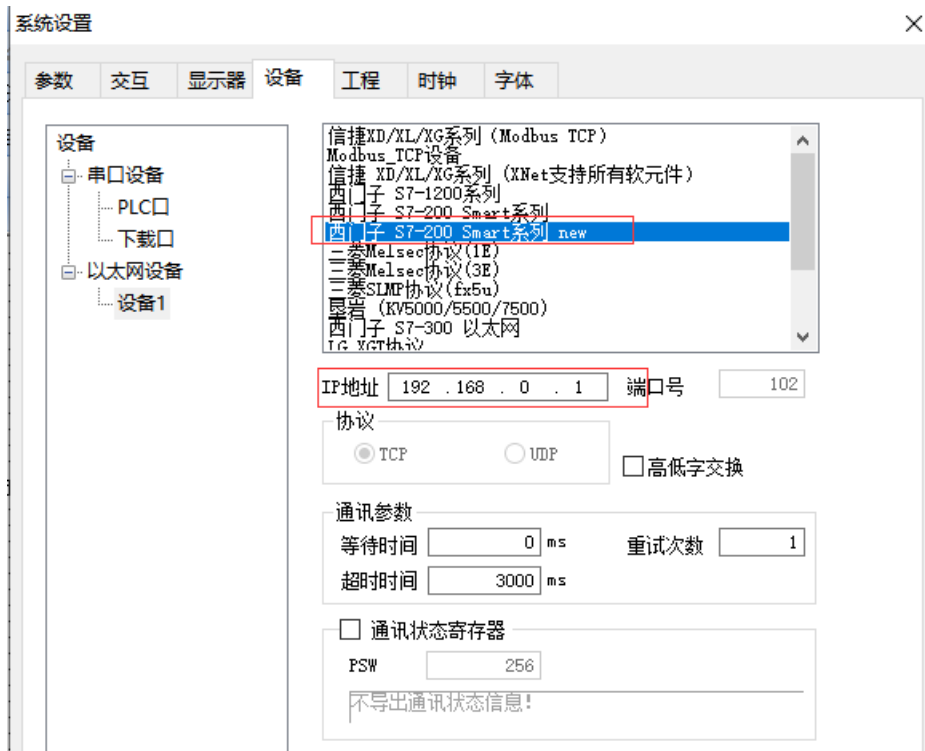 系统设置
参数 交互 显示器 设备 工程 时钟 字体
设备
串口设备
PLC口
下载口
以太网设备
设备1
信捷XD/XL/XG系列 (Modbus TCP)
Modbus_TCP设备
信捷 XD/XL/XG系列 (XNet支持所有软元件)
西门子 S7-1200系列
西门子 S7-200 Smart系列
西门子 S7-200 Smart系列 new
三菱Melsec协议(1E)
三菱Melsec协议(3E)
三菱SLMP协议(fx5u)
(KV5000/5500/7500)
西门子 S7-300 以太网
LG XGT协议
IP地址 192 .168 . 0 . 1 端口号 102
协议
TCP UDP
高低字交换
通讯参数
等待时间 0 ms 重试次数 1
超时时间 3000 ms
通讯状态寄存器
PSW 256
不导出通讯状态信息!